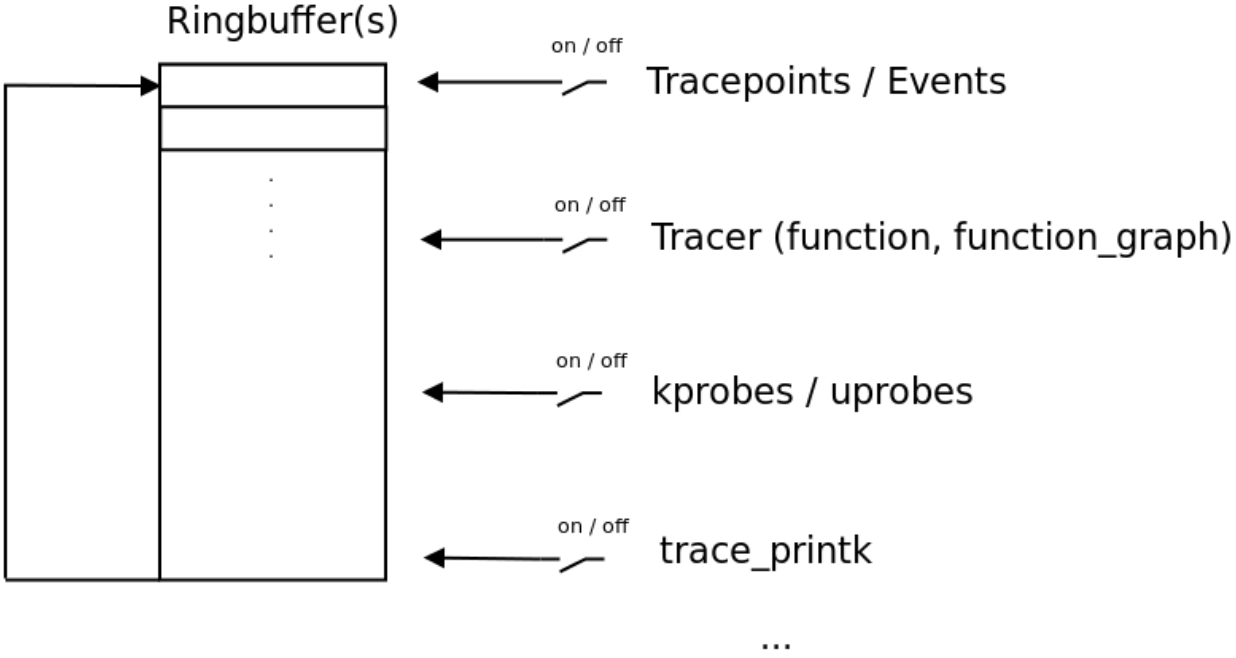 Ringbuffer(s)
on / off
Tracepoints / Events
on / off
Tracer (function, function_graph)
on / off
kprobes / uprobes
on / off
trace_printk
...